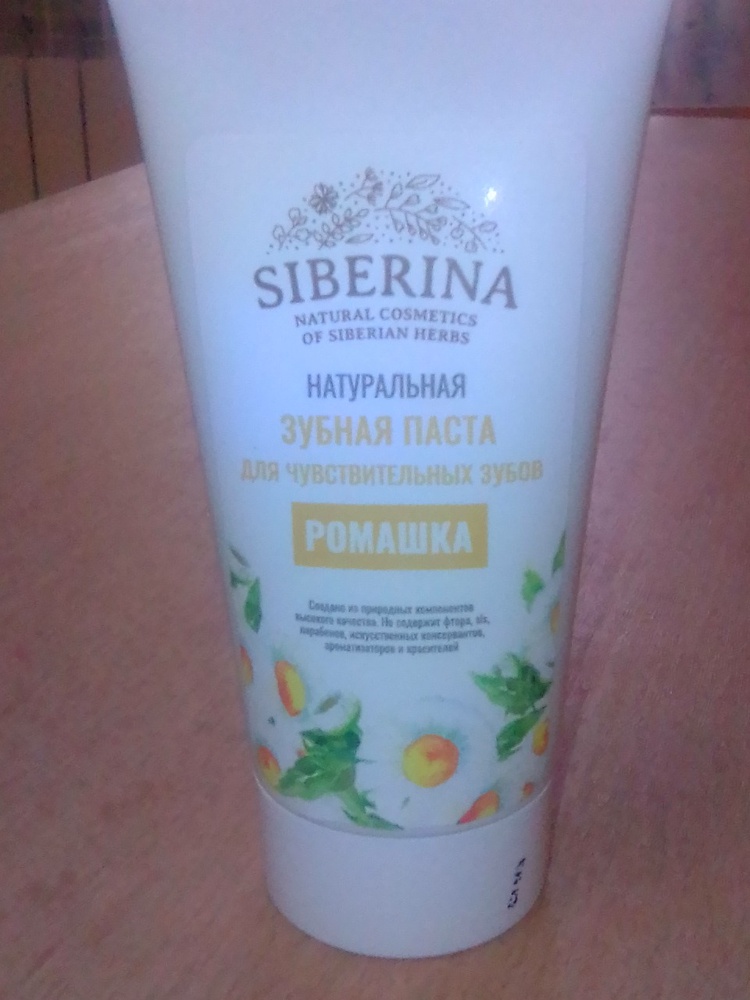 SIBERINA
NATURAL COSMETICS
OF SIBERIAN HERBS
НАТУРАЛЬНАЯ
ЗУБНАЯ ПАСТА
ДЛЯ ЧУВСТВИТЕЛЬНЫХ ЗУБОВ
РОМАШКА
Создано из природных компонентов
высокого качества. Не содержит фтора, sls,
парабенов, искусственных консервантов,
ароматизаторов и красителей